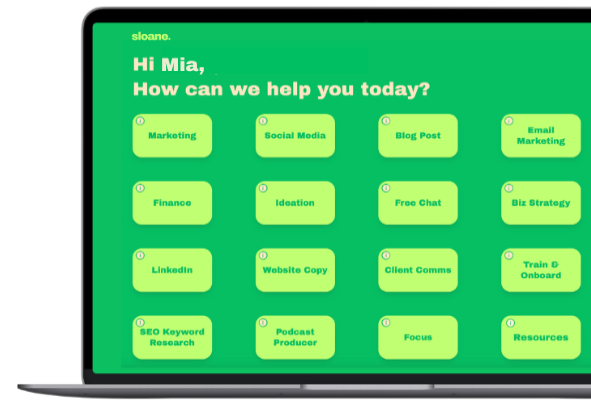 sloane.
Hi Mia,
How can we help you today?
Marketing
Social Media
Blog Post
Email
Marketing
Finance
Ideation
Free Chat
Biz Strategy
LinkedIn
Website Copy
Client Comms
Train &
Onboard
SEO Keyword
Research
Podcast
Producer
Focus
Resources